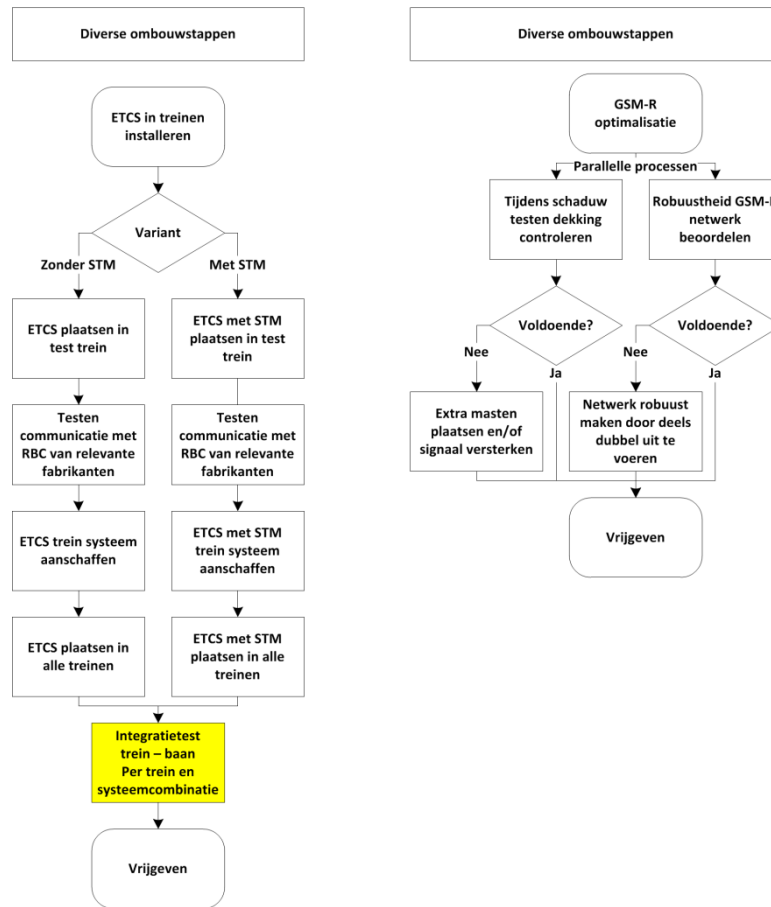 Diverse ombouwstappen
ETCS in treinen
installeren
Variant
Zonder STM
Met STM
ETCS plaatsen in
test trein
ETCS met STM
plaatsen in test
trein
Testen
communicatie met
RBC van relevante
fabrikanten
Testen
communicatie met
RBC van relevante
fabrikanten
ETCS trein systeem
aanschaffen
ETCS met STM
trein systeem
aanschaffen
ETCS plaatsen in
alle treinen
ETCS met STM
plaatsen in alle
treinen
Integratietest
trein – baan
Per trein en
systeemcombinatie
Vrijgeven
Diverse ombouwstappen
GSM-R
optimalisatie
Parallelle processen
Tijdens schaduw
testen dekking
controleren
Robuustheid
netwerk
beoordelen
Voldoende?
Voldoende?
Nee
Ja
Nee
Ja
Extra masten
plaatsen en/of
signaal versterken
Netwerk robuust
maken door deels
dubbel uit te
voeren
Vrijgeven